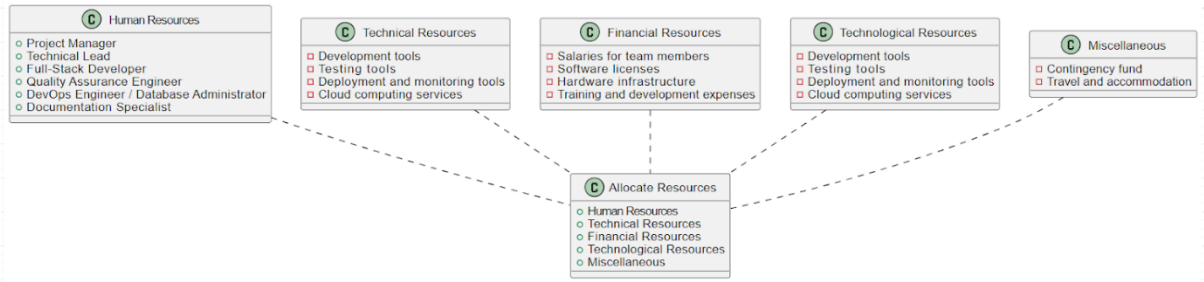 C Human Resources
Project Manager
Technical Lead
Full-Stack Developer
Quality Assurance Engineer
DevOps Engineer / Database Administrator
Documentation Specialist
C Technical Resources
Development tools
Testing tools
Deployment and monitoring tools
Cloud computing services
C Financial Resources
Salaries for team members
Software licenses
Hardware infrastructure
Training and development expenses
C Technological Resources
Development tools
Testing tools
Deployment and monitoring tools
Cloud computing services
C Miscellaneous
Contingency fund
Travel and accommodation
C Allocate Resources
Human Resources
Technical Resources
Financial Resources
Technological Resources
Miscellaneous